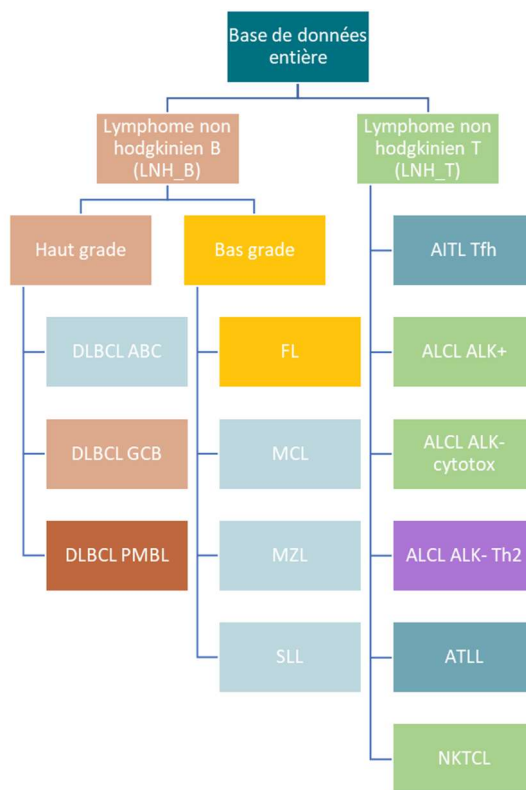 Base de données
entière
Lymphome non
hodgkinien B
(LNH_B)
Lymphome non
hodgkinien T
(LNH_T)
Haut grade
Bas grade
AITL Tfh
DLBCL ABC
FL
ALCL ALK+
DLBCL GCB
MCL
ALCL ALK-
cytotox
DLBCL PMBL
MZL
ALCL ALK- Th2
SLL
ATLL
NKTCL